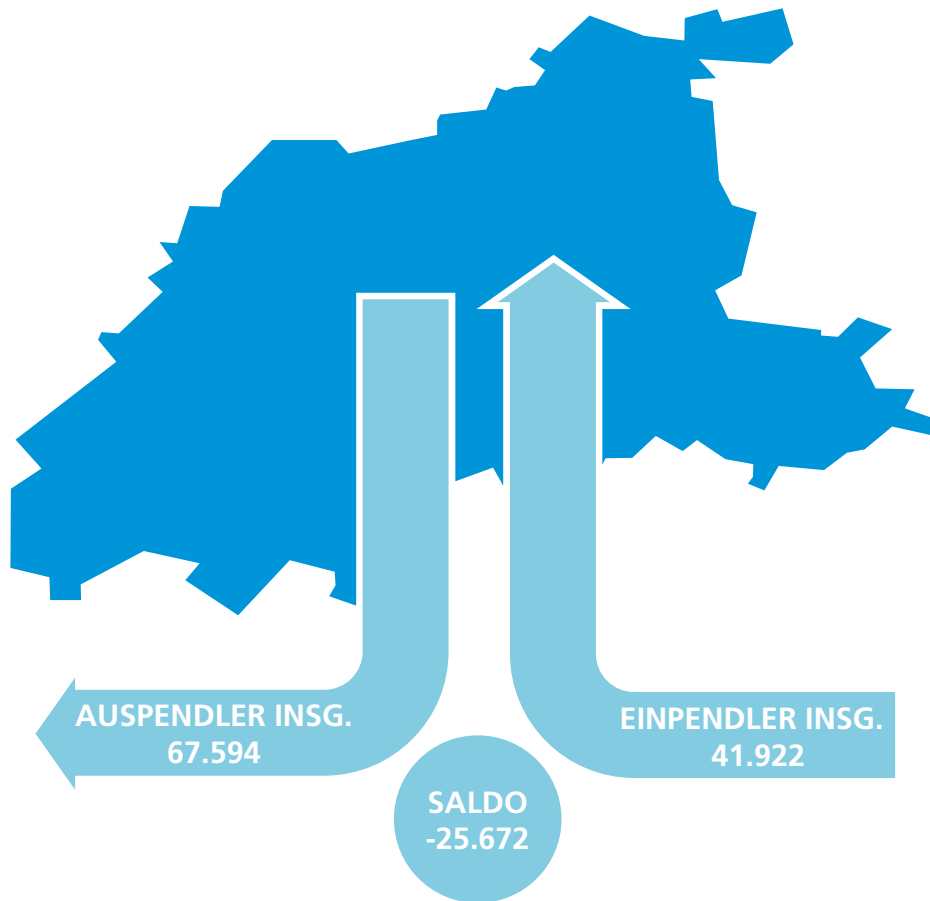 AUSPENDLER INSG.
67.594
EINPENDLER INSG.
41.922
SALDO
-25.672